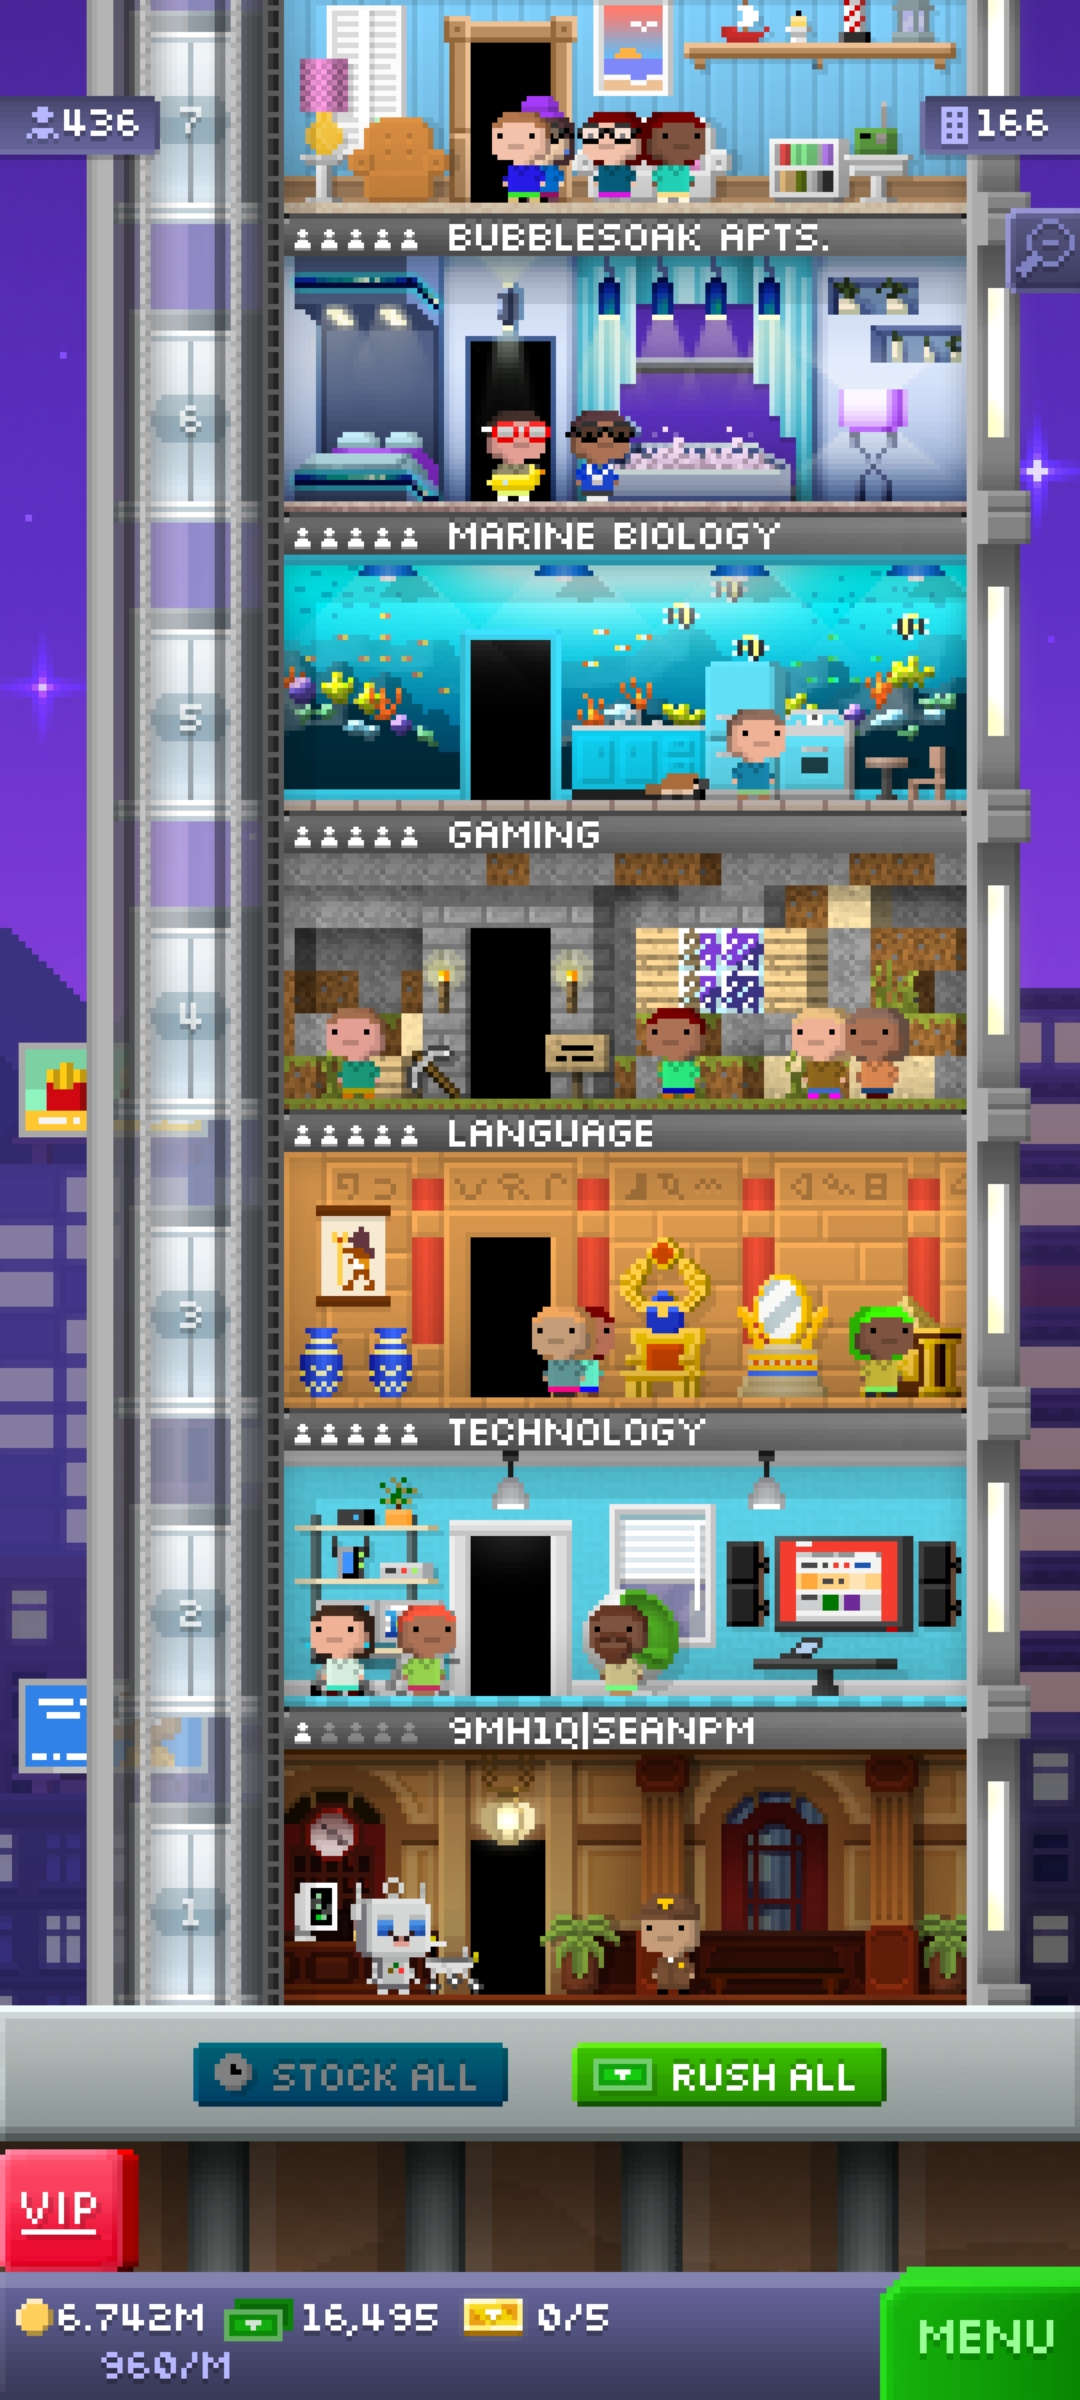 7
436
166
BUBBLESOAK APTS.
6
MARINE BIOLOGY
5
GAMING
4
LANGUAGE
3
TECHNOLOGY
2
9MH1Q|SEANPM
1
STOCK ALL
RUSH ALL
VIP
6.742M
16,495
0/5
960/M
MENU